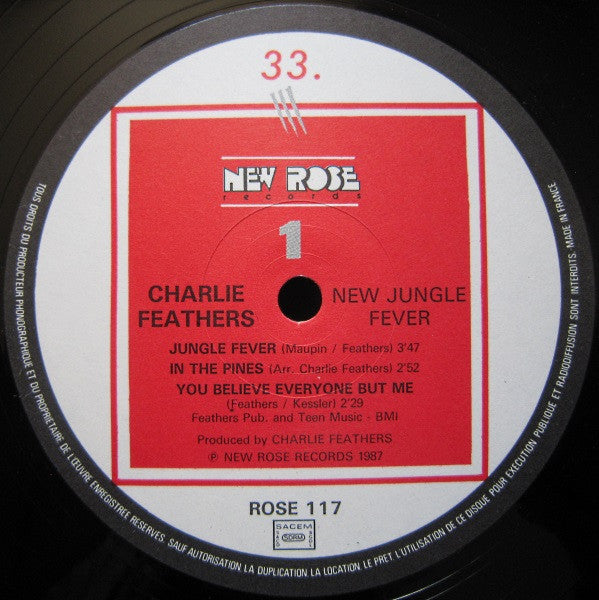 33.
NEW ROSE
records
1
CHARLIE
FEATHERS
NEW JUNGLE
FEVER
JUNGLE FEVER (Maupin / Feathers) 3'47
IN THE PINES (Arr. Charlie Feathers) 2'52
YOU BELIEVE EVERYONE BUT ME
(Feathers / Kessler) 2'29
Feathers Pub. and Teen Music - BMI
Produced by CHARLIE FEATHERS
℗ NEW ROSE RECORDS 1987
ROSE 117
SACEM
SDRM
TOUS DROITS DU PRODUCTEUR PHONOGRAPHIQUE ET DU PROPRIETAIRE DE L'ŒUVRE ENREGISTREE RESERVES. SAUF AUTORISATION LA DUPLICATION LA LOCATION LE PRET L'UTILISATION DE CE DISQUE POUR EXECUTION PUBLIQUE ET RADIODIFFUSION SONT INTERDITS. MADE IN FRANCE